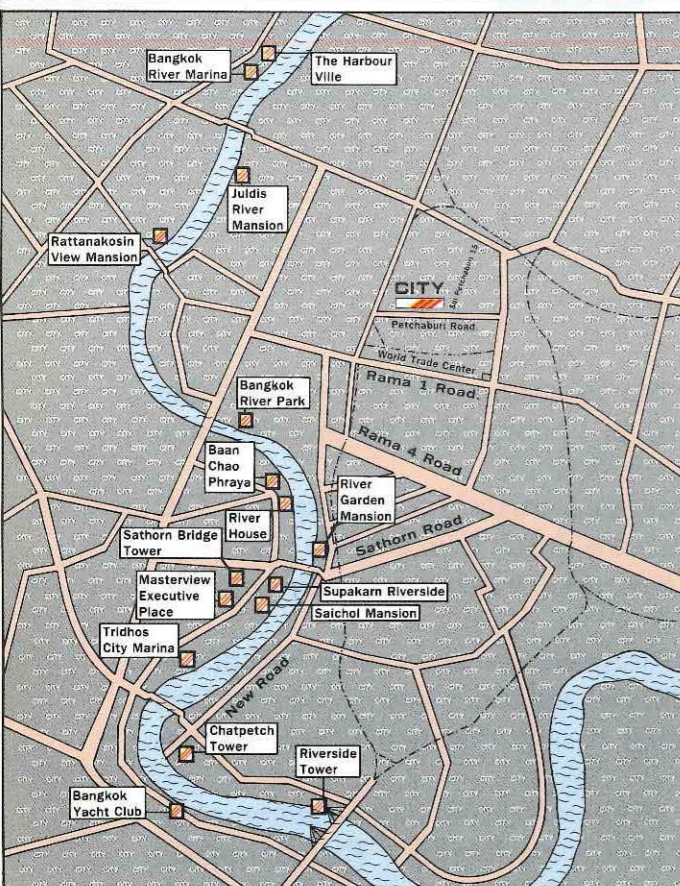 Bangkok
River Marina
The Harbour
Ville
Juldis
River
Mansion
Rattanakosin
View Mansion
CITY
Soi Petchaburi 15
Petchaburi Road
World Trade Center
Rama 1 Road
Bangkok
River Park
Rama 4 Road
Baan
Chao
Phraya
River
Garden
Mansion
River
House
Sathorn Road
Sathorn Bridge
Tower
Masterview
Executive
Place
Supakarn Riverside
Saichol Mansion
Tridhos
City Marina
New Road
Chatpetch
Tower
Riverside
Tower
Bangkok
Yacht Club